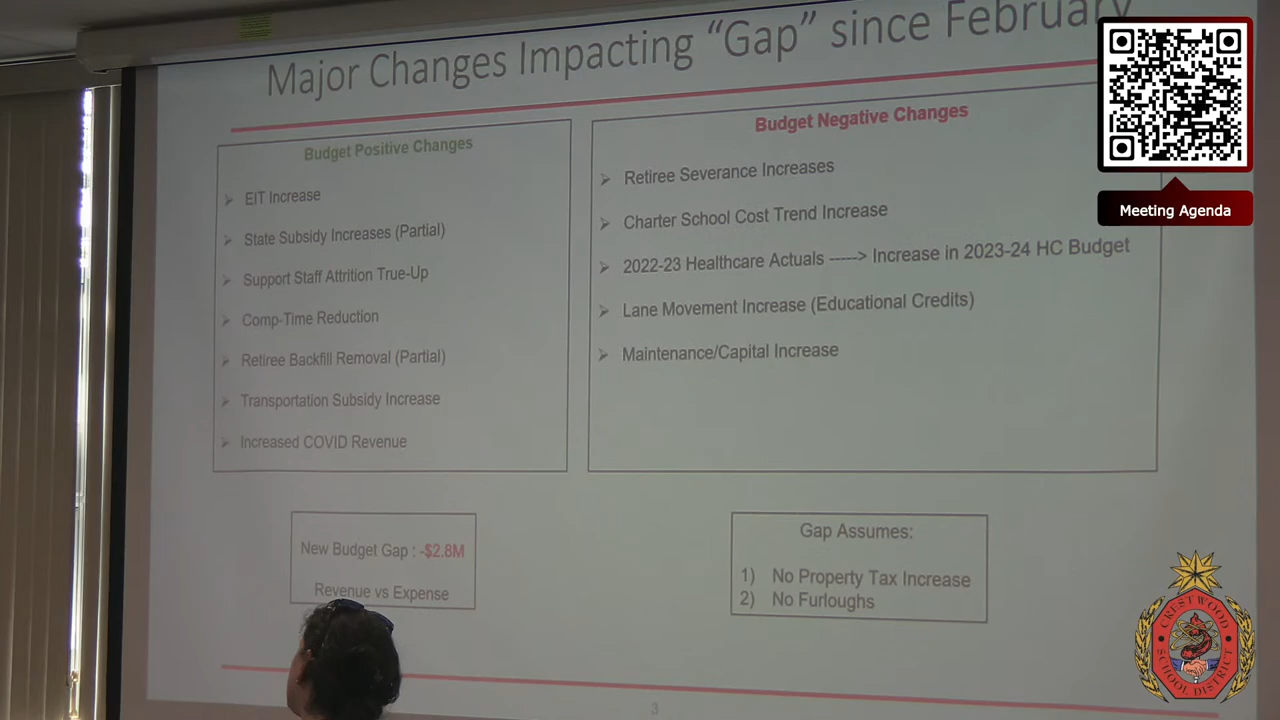 Major Changes Impacting "Gap" since February
Budget Positive Changes
EIT Increase
State Subsidy Increases (Partial)
Support Staff Attrition True-Up
Comp-Time Reduction
Retiree Backfill Removal (Partial)
Transportation Subsidy Increase
Increased COVID Revenue
Budget Negative Changes
Retiree Severance Increases
Charter School Cost Trend Increase
2022-23 Healthcare Actuals -----> Increase in 2023-24 HC Budget
Lane Movement Increase (Educational Credits)
Maintenance/Capital Increase
New Budget Gap : -$2.8M
Revenue vs Expense
Gap Assumes:
1) No Property Tax Increase
2) No Furloughs
3
Meeting Agenda
CRESTWOOD
SCHOOL DISTRICT